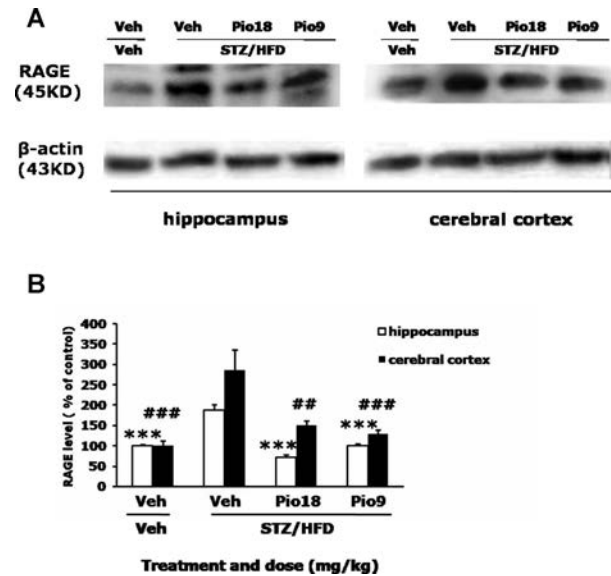 A
Veh Veh Pio18 Pio9 Veh Veh Pio18 Pio9
Veh STZ/HFD Veh STZ/HFD
RAGE
(45KD)
β-actin
(43KD)
hippocampus cerebral cortex
B
RAGE level ( % of control)
400
350
300
250
200
150
100
50
0
hippocampus
cerebral cortex
*** ### *** ## *** ###
Veh Veh Pio18 Pio9
Veh STZ/HFD
Treatment and dose (mg/kg)